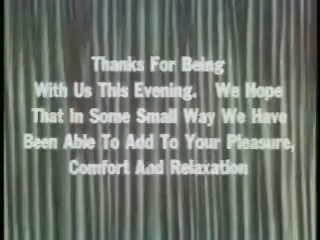 Thanks For Being
With Us This Evening. We Hope
That In Some Small Way We Have
Been Able To Add To Your Pleasure,
Comfort And Relaxation